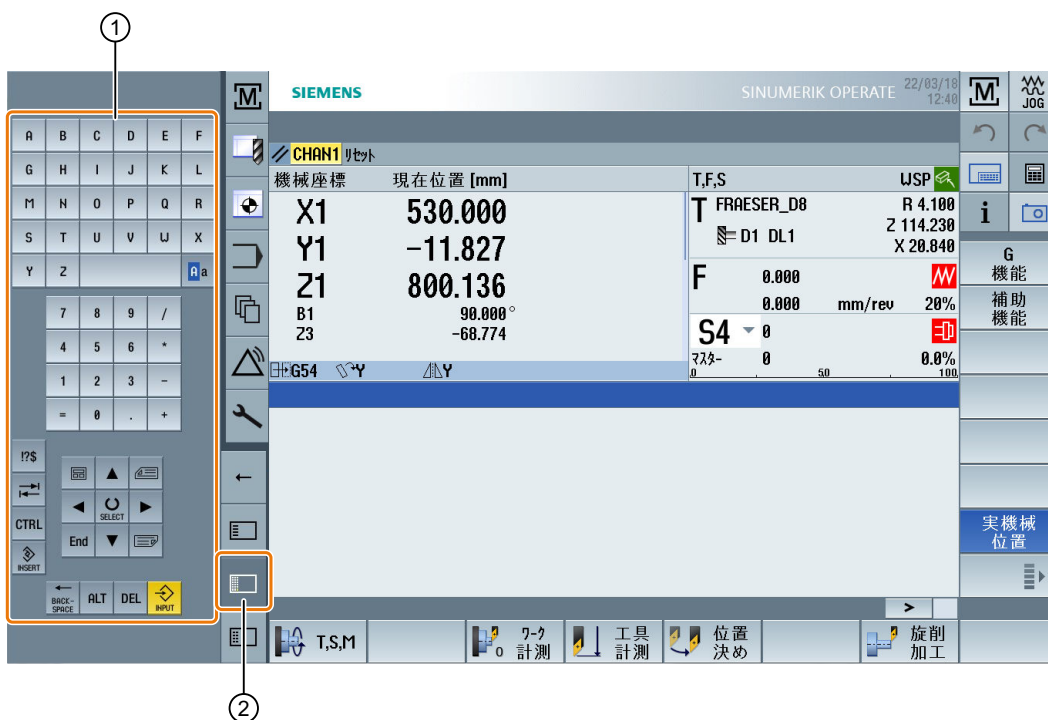 1
SIEMENS
SINUMERIK OPERATE
22/03/18
12:40
M
M
JOG
A B C D E F
G H I J K L
M N O P Q R
S T U V W X
Y Z A a
7 8 9 /
4 5 6 *
1 2 3 -
= 0 . +
!?$
SELECT
CTRL
End
INSERT
BACK-SPACE ALT DEL INPUT
CHAN1 リセット
機械座標 現在位置 [mm]
X1 530.000
Y1 -11.827
Z1 800.136
B1 90.000°
Z3 -68.774
G54 Y Y
T,F,S WSP
T FRAESER_D8 R 4.100
Z 114.230
D1 DL1 X 20.840
F 0.000
0.000 mm/rev 20%
S4 0
マスター 0 0.0%
0 50 100
i
G
機能
補助
機能
実機械
位置
>
T,S,M
0 ワーク
計測
工具
計測
位置
決め
旋削
加工
2